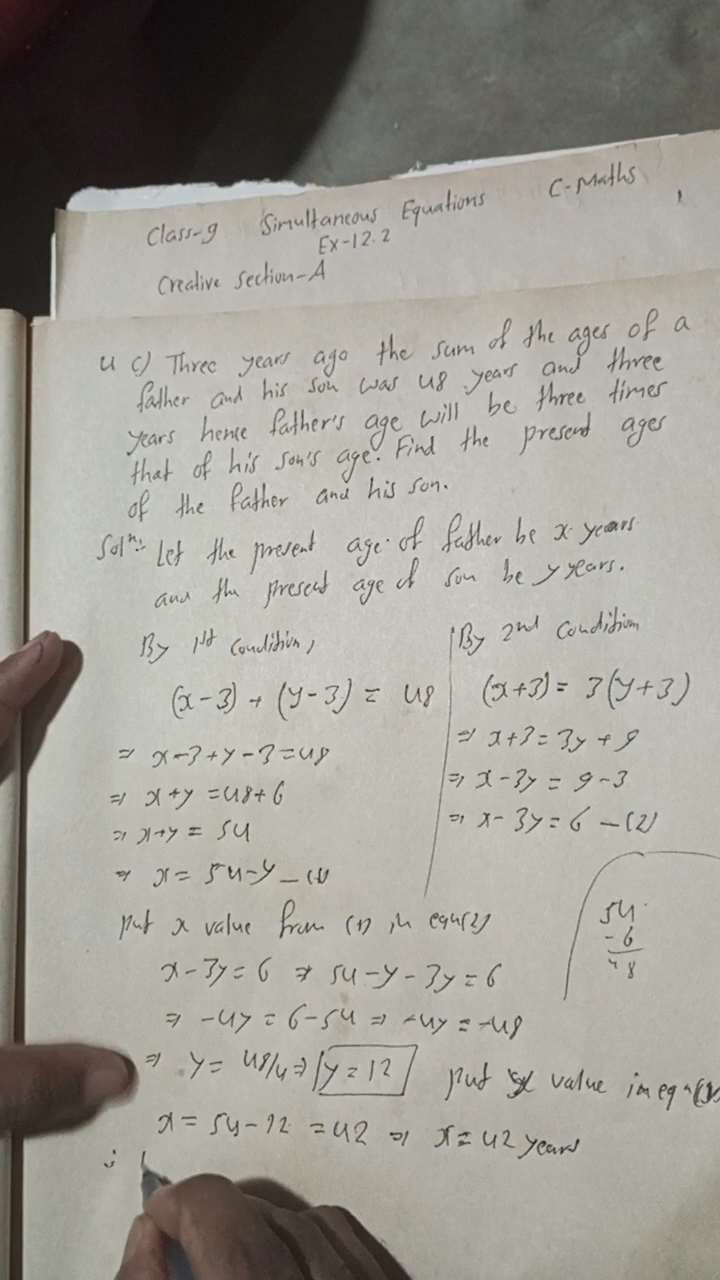 Class-9 Simultaneous Equations C-Maths
Ex-12.2
Creative section-A
4 c) Three years ago the sum of the ages of a
father and his son was 48 years and three
years hence father's age will be three times
that of his son's age. Find the present ages
of the father and his son.
Solⁿ:- Let the present age of father be x years
and the present age of son be y years.
By 1st condition,
(x-3) + (y-3) = 48
⇒ x-3+y-3=48
⇒ x+y = 48+6
⇒ x+y = 54
⇒ x = 54-y -(1)
By 2nd condition
(x+3) = 3(y+3)
⇒ x+3 = 3y+9
⇒ x-3y = 9-3
⇒ x-3y = 6 -(2)
put x value from (1) in eqn(2)
x-3y=6 ⇒ 54-y-3y=6
⇒ -4y = 6-54 ⇒ -4y = -48
⇒ y = 48/4 ⇒ y = 12 put y value in eqn(1)
x = 54-12 = 42 ⇒ x = 42 years
∴
54
-6
48